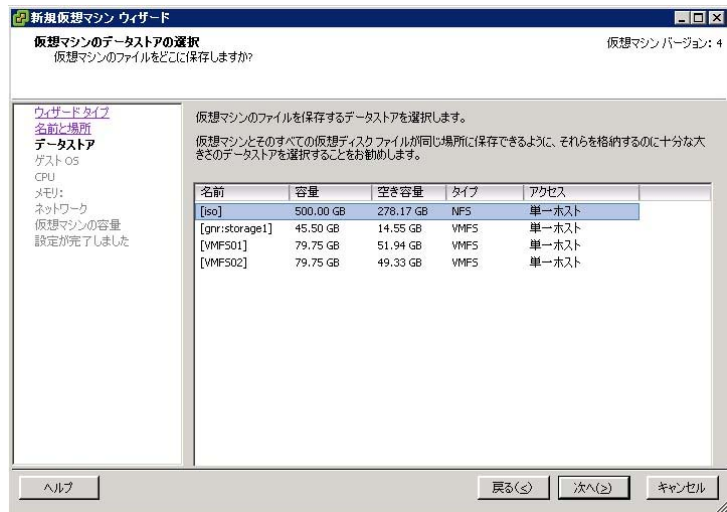 新規仮想マシン ウィザード
仮想マシンのデータストアの選択
仮想マシンのファイルをどこに保存しますか?
仮想マシン バージョン: 4
ウィザード タイプ
名前と場所
データストア
ゲスト OS
CPU
メモリ:
ネットワーク
仮想マシンの容量
設定が完了しました
仮想マシンのファイルを保存するデータストアを選択します。
仮想マシンとそのすべての仮想ディスク ファイルが同じ場所に保存できるように、それらを格納するのに十分な大
きさのデータストアを選択することをお勧めします。
名前 容量 空き容量 タイプ アクセス
[iso] 500.00 GB 278.17 GB NFS 単一ホスト
[gnr:storage1] 45.50 GB 14.55 GB VMFS 単一ホスト
[VMFS01] 79.75 GB 51.94 GB VMFS 単一ホスト
[VMFS02] 79.75 GB 49.33 GB VMFS 単一ホスト
ヘルプ
戻る(<)
次へ(>)
キャンセル